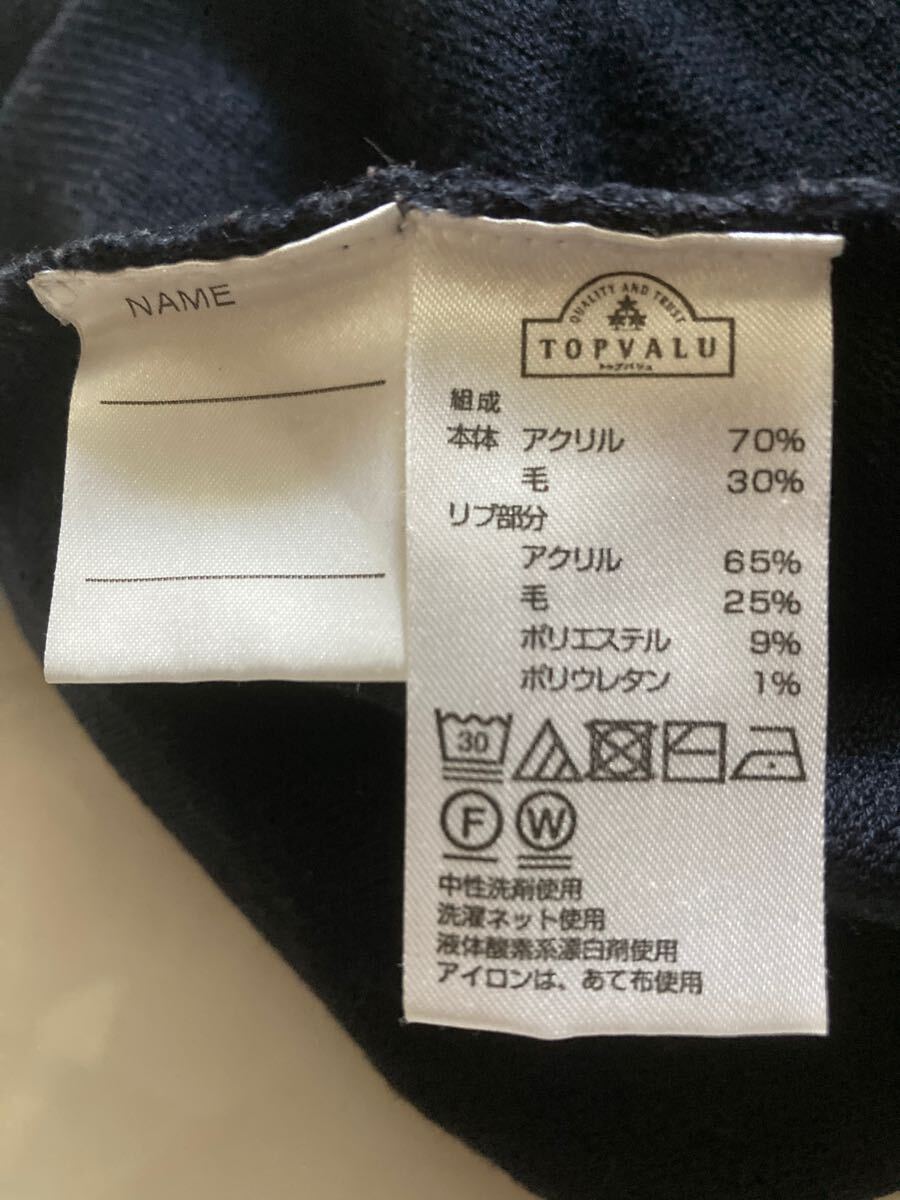 NAME
QUALITY AND TRUST
TOPVALU
トップバリュ
組成
本体 アクリル 70%
毛 30%
リブ部分
アクリル 65%
毛 25%
ポリエステル 9%
ポリウレタン 1%
30
F W
中性洗剤使用
洗濯ネット使用
液体酸素系漂白剤使用
アイロンは、あて布使用